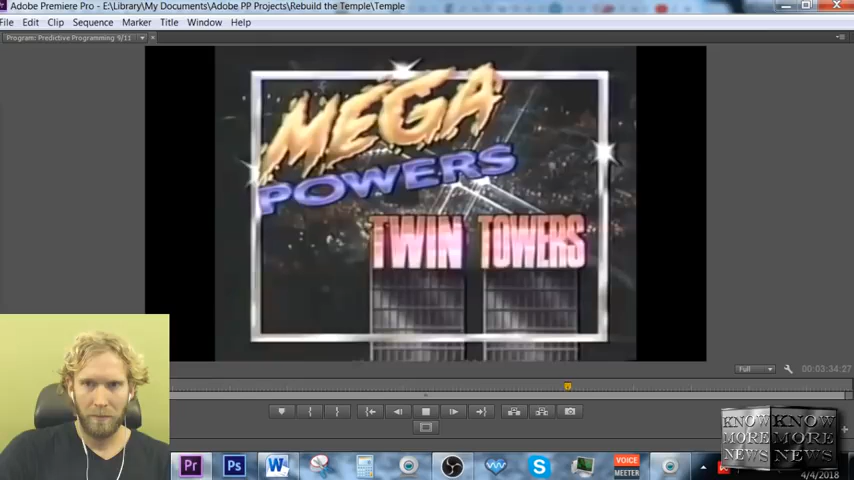 Adobe Premiere Pro - E:\Library\My Documents\Adobe PP Projects\Rebuild the Temple\Temple
File Edit Clip Sequence Marker Title Window Help
Program: Predictive Programming 9/11
MEGA
POWERS
TWIN TOWERS
Full
00:03:34:27
KNOW KNOW
MORE MORE
NEWS NEWS
Pr Ps W S VOICE
MEETER
4/4/2018